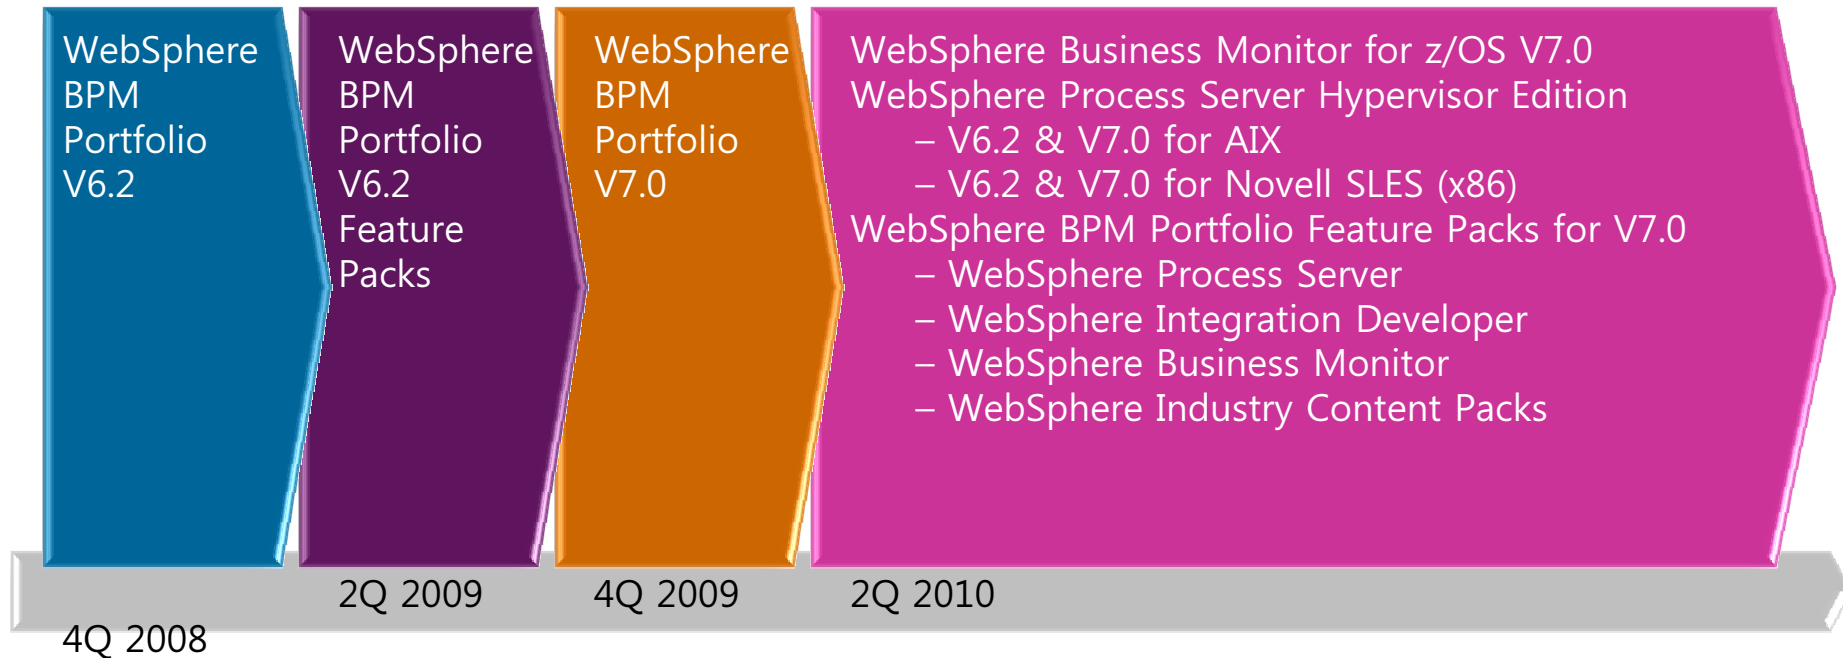 WebSphere
BPM
Portfolio
V6.2
WebSphere
BPM
Portfolio
V6.2
Feature
Packs
WebSphere
BPM
Portfolio
V7.0
WebSphere Business Monitor for z/OS V7.0
WebSphere Process Server Hypervisor Edition
– V6.2 & V7.0 for AIX
– V6.2 & V7.0 for Novell SLES (x86)
WebSphere BPM Portfolio Feature Packs for V7.0
– WebSphere Process Server
– WebSphere Integration Developer
– WebSphere Business Monitor
– WebSphere Industry Content Packs
4Q 2008
2Q 2009
4Q 2009
2Q 2010